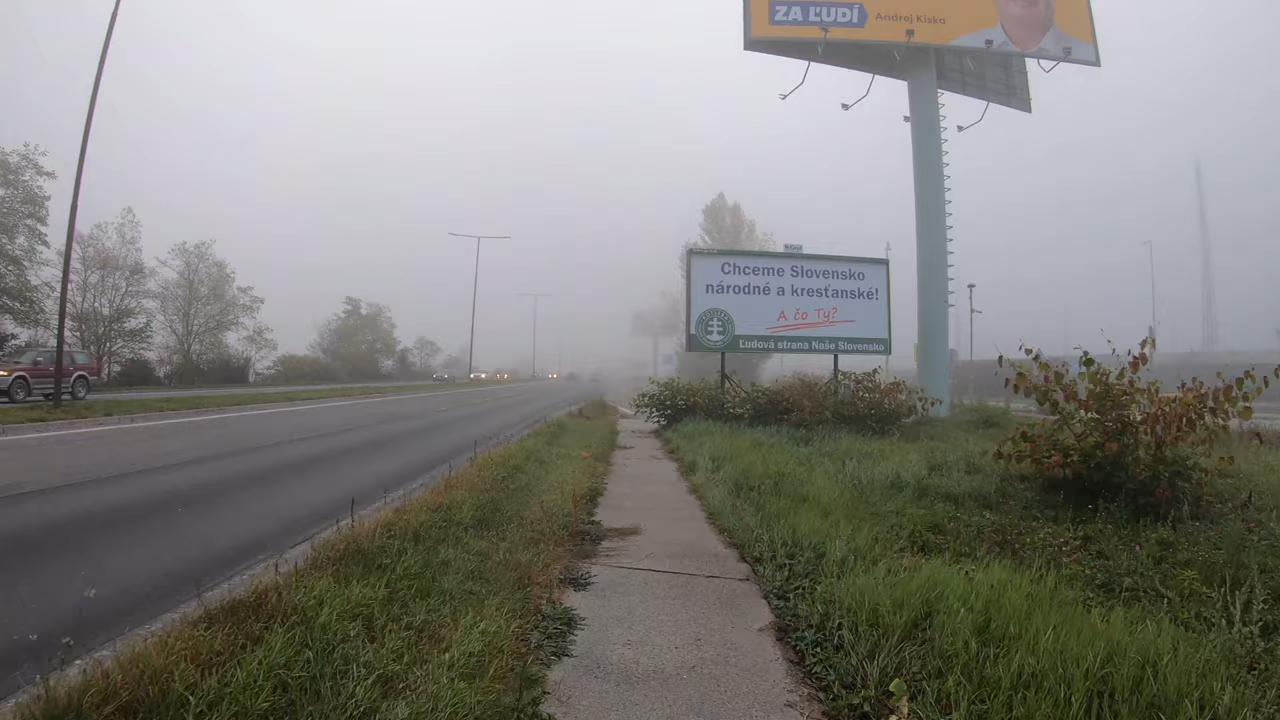 ZA ĽUDÍ Andrej Kiska
Chceme Slovensko
národné a kresťanské!
A čo Ty?
Ľudová strana Naše Slovensko